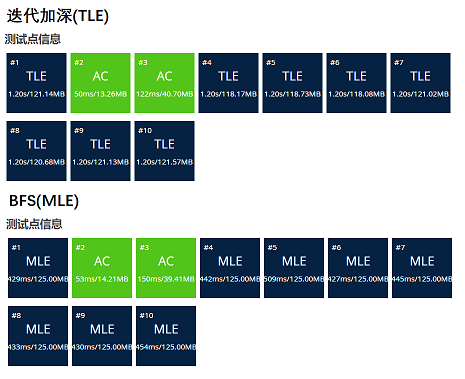 迭代加深(TLE)
测试点信息
#1 #2 #3 #4 #5 #6 #7
TLE AC AC TLE TLE TLE TLE
1.20s/121.14MB 50ms/13.26MB 122ms/40.70MB 1.20s/118.17MB 1.20s/118.73MB 1.20s/118.08MB 1.20s/121.02MB
#8 #9 #10
TLE TLE TLE
1.20s/120.68MB 1.20s/121.13MB 1.20s/121.57MB
BFS(MLE)
测试点信息
#1 #2 #3 #4 #5 #6 #7
MLE AC AC MLE MLE MLE MLE
429ms/125.00MB 53ms/14.21MB 150ms/39.41MB 442ms/125.00MB 509ms/125.00MB 427ms/125.00MB 445ms/125.00MB
#8 #9 #10
MLE MLE MLE
433ms/125.00MB 430ms/125.00MB 454ms/125.00MB